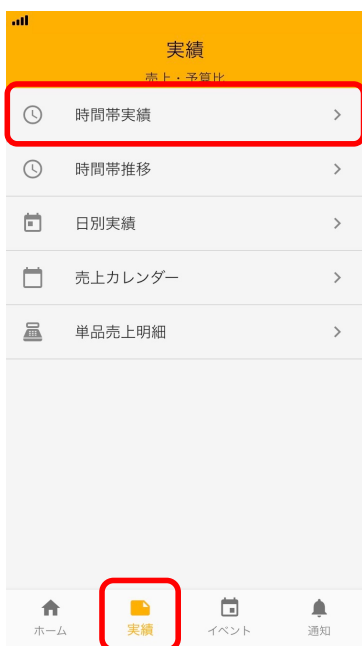 実績
売上・予算比
時間帯実績
時間帯推移
日別実績
売上カレンダー
単品売上明細
ホーム
実績
イベント
通知